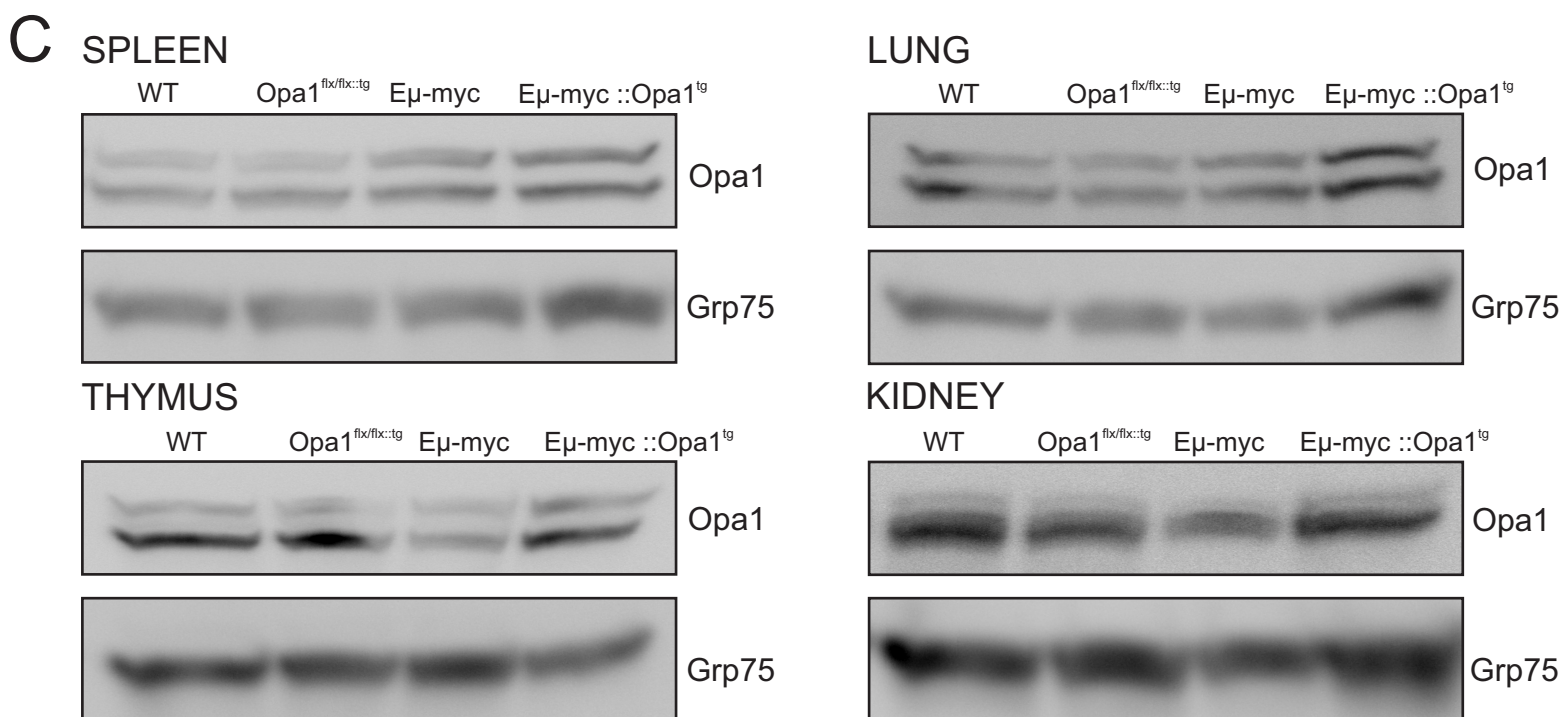 C
SPLEEN
WT Opa1flx/flx::tg Eµ-myc Eµ-myc ::Opa1tg
Opa1
Grp75
LUNG
WT Opa1flx/flx::tg Eµ-myc Eµ-myc ::Opa1tg
Opa1
Grp75
THYMUS
WT Opa1flx/flx::tg Eµ-myc Eµ-myc ::Opa1tg
Opa1
Grp75
KIDNEY
WT Opa1flx/flx::tg Eµ-myc Eµ-myc ::Opa1tg
Opa1
Grp75